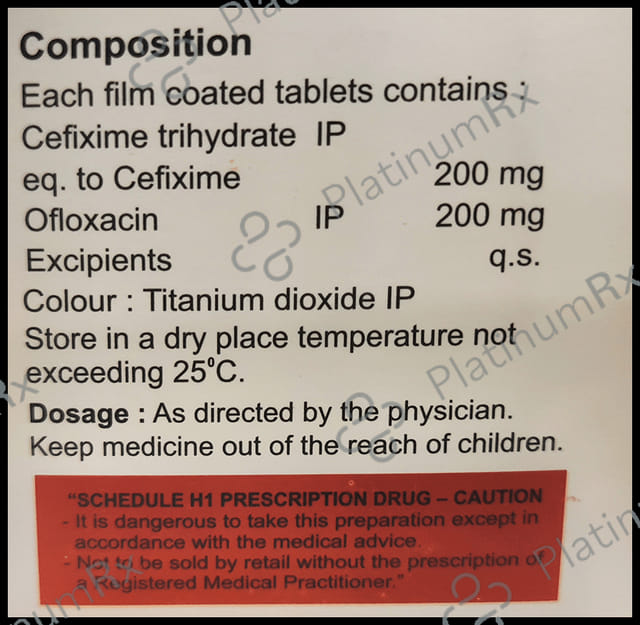 Composition
Each film coated tablets contains :
Cefixime trihydrate IP
eq. to Cefixime 200 mg
Ofloxacin IP 200 mg
Excipients q.s.
Colour : Titanium dioxide IP
Store in a dry place temperature not
exceeding 25⁰C.
Dosage : As directed by the physician.
Keep medicine out of the reach of children.
"SCHEDULE H1 PRESCRIPTION DRUG – CAUTION
- It is dangerous to take this preparation except in
accordance with the medical advice.
- Not to be sold by retail without the prescription of
a Registered Medical Practitioner."
PlatinumRx
PlatinumRx